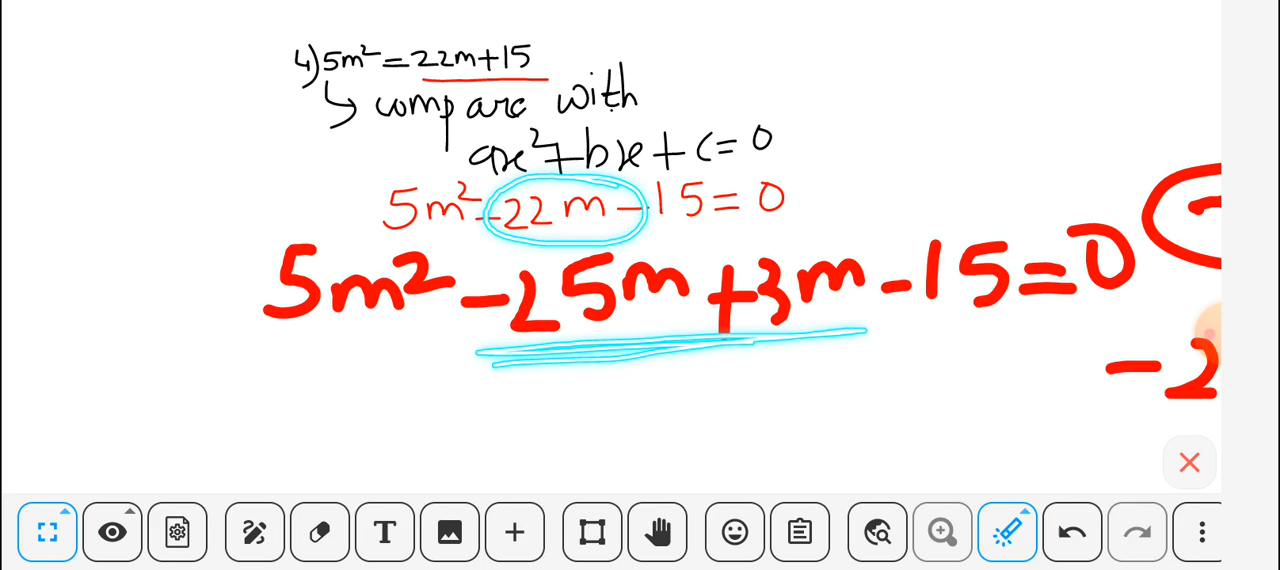 4) 5m² = 22m+15
↳ compare with
ax²+bx+c=0
5m²-22m-15=0
5m²-25m+3m-15=0
-2
T